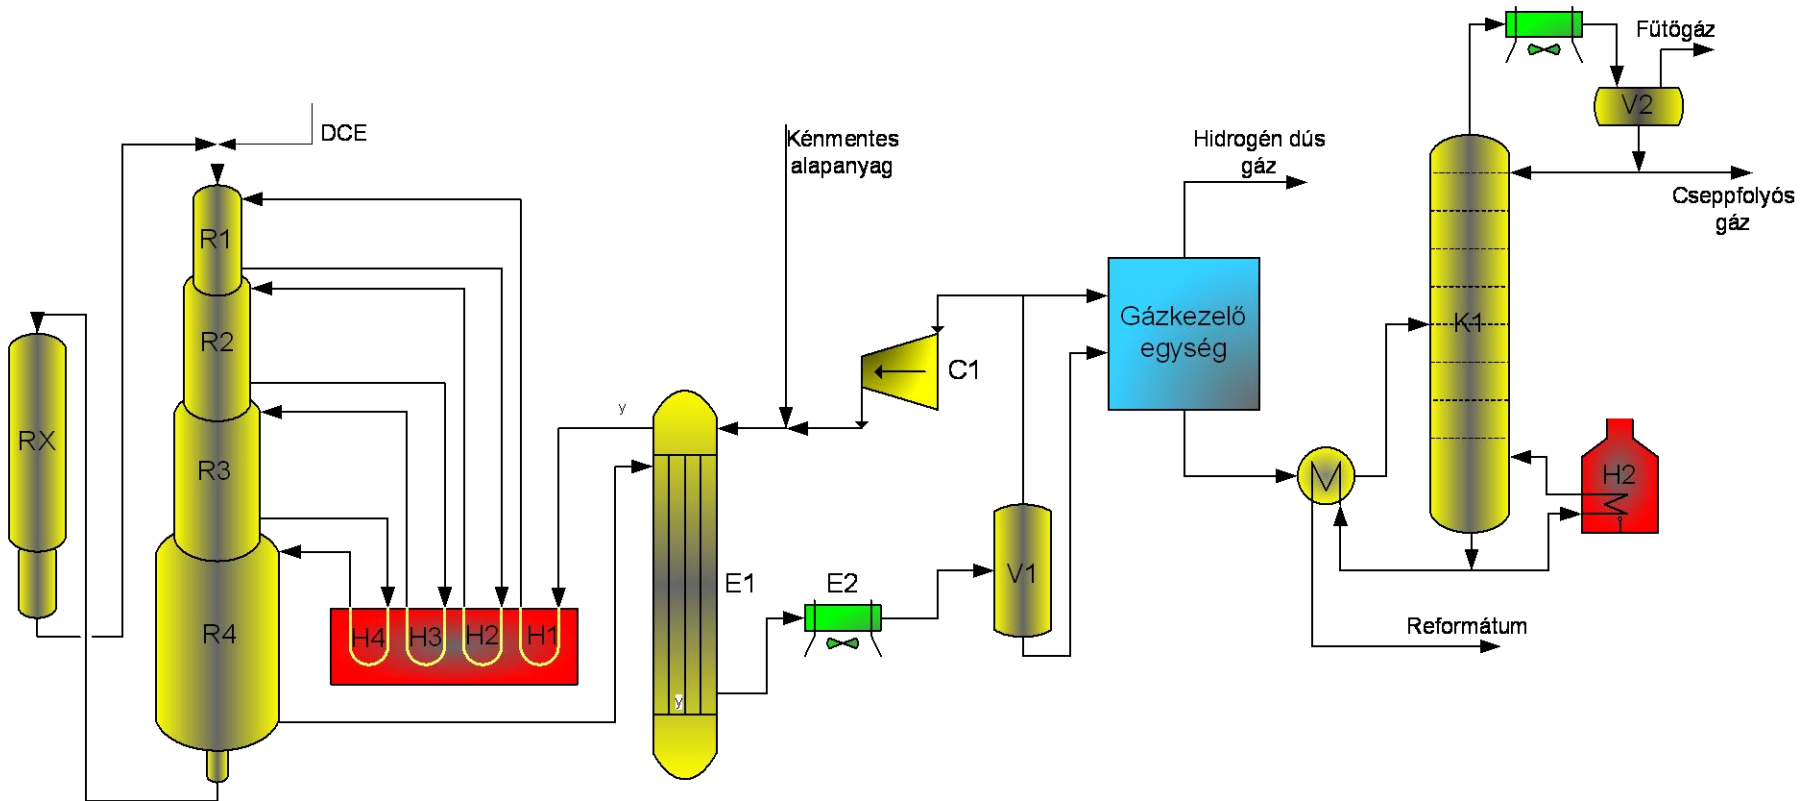 Fűtőgáz
V2
DCE
Kénmentes
alapanyag
Hidrogén dús
gáz
Cseppfolyós
gáz
R1
R2
Gázkezelő
egység
K1
C1
y
RX
R3
H2
E1
E2
V1
R4
H4
H3
H2
H1
Reformátum
y